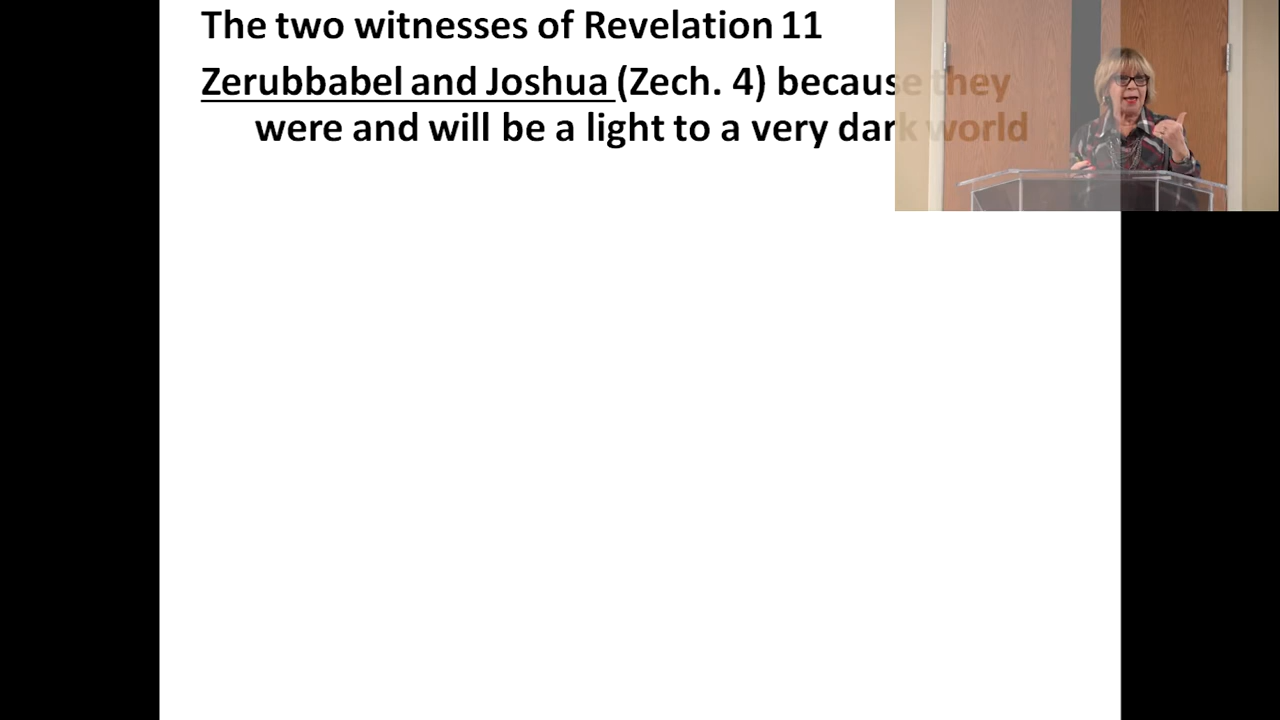 The two witnesses of Revelation 11
Zerubbabel and Joshua (Zech. 4) because they
were and will be a light to a very dark world